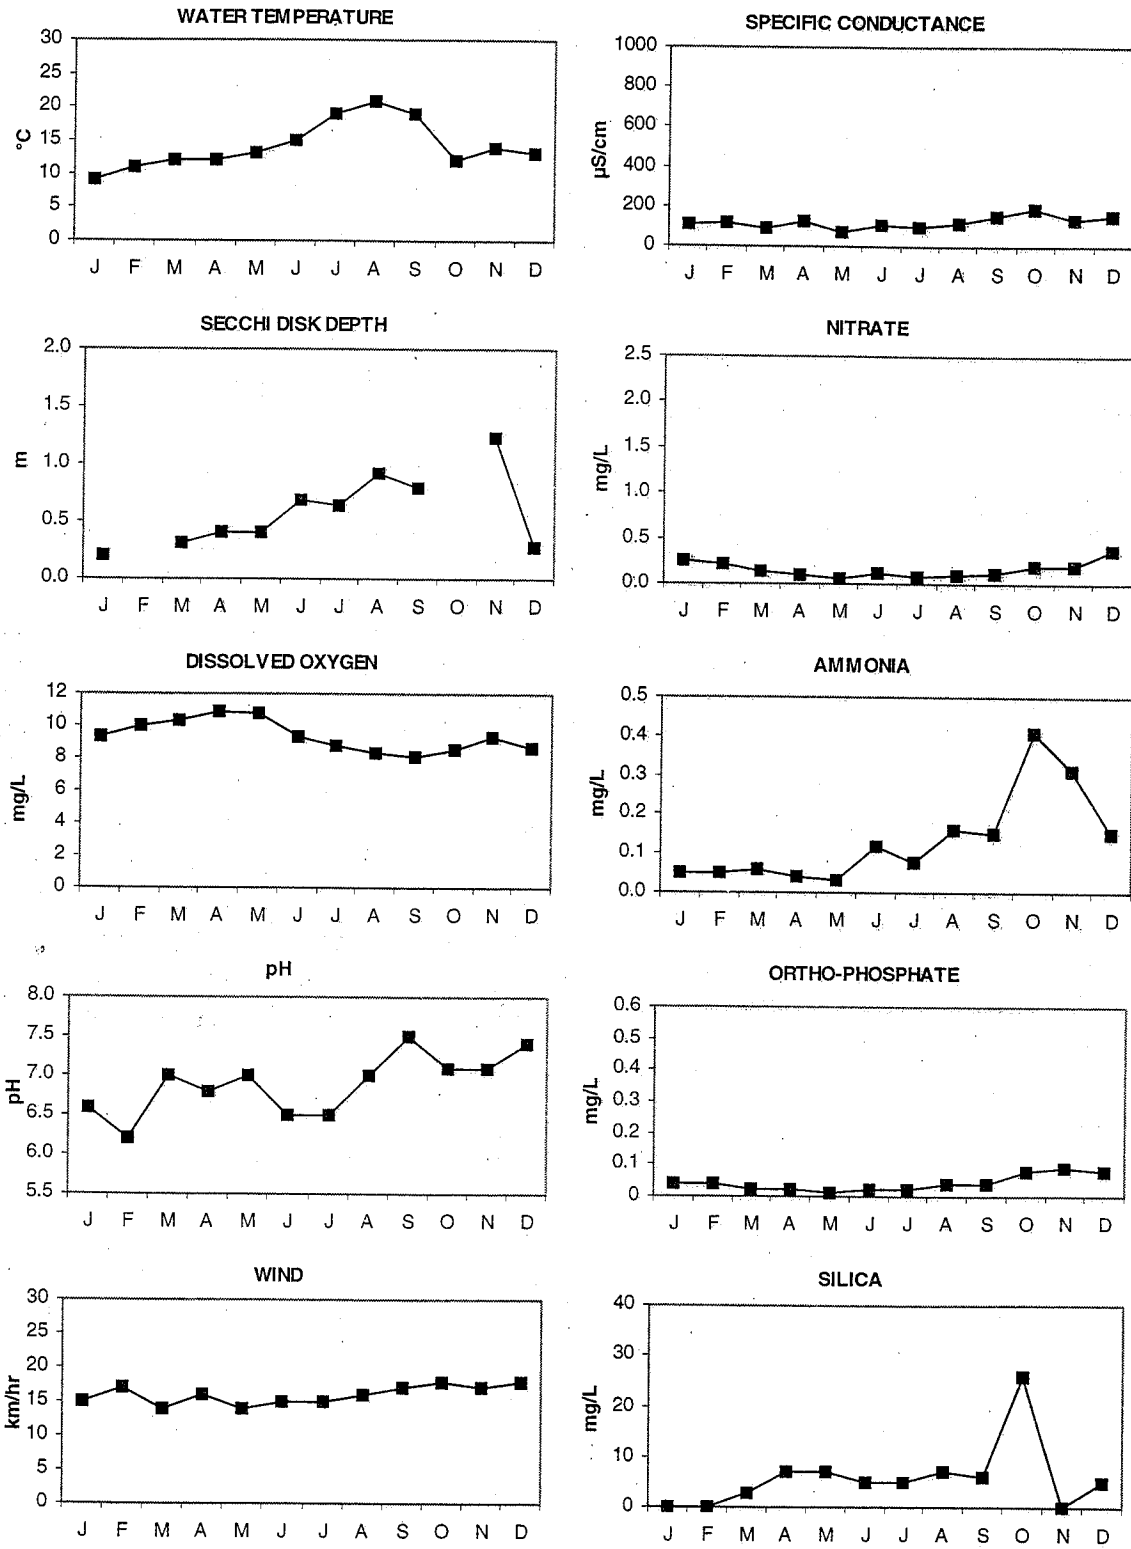 WATER TEMPERATURE
30
25
20
15
10
5
0
°C
J F M A M J J A S O N D
SPECIFIC CONDUCTANCE
1000
800
600
400
200
0
µS/cm
J F M A M J J A S O N D
SECCHI DISK DEPTH
2.0
1.5
1.0
0.5
0.0
m
J F M A M J J A S O N D
NITRATE
2.5
2.0
1.5
1.0
0.5
0.0
mg/L
J F M A M J J A S O N D
DISSOLVED OXYGEN
12
10
8
6
4
2
0
mg/L
J F M A M J J A S O N D
AMMONIA
0.5
0.4
0.3
0.2
0.1
0.0
mg/L
J F M A M J J A S O N D
pH
8.0
7.5
7.0
6.5
6.0
5.5
pH
J F M A M J J A S O N D
ORTHO-PHOSPHATE
0.6
0.5
0.4
0.3
0.2
0.1
0
mg/L
J F M A M J J A S O N D
WIND
30
25
20
15
10
5
0
km/hr
J F M A M J J A S O N D
SILICA
40
30
20
10
0
mg/L
J F M A M J J A S O N D